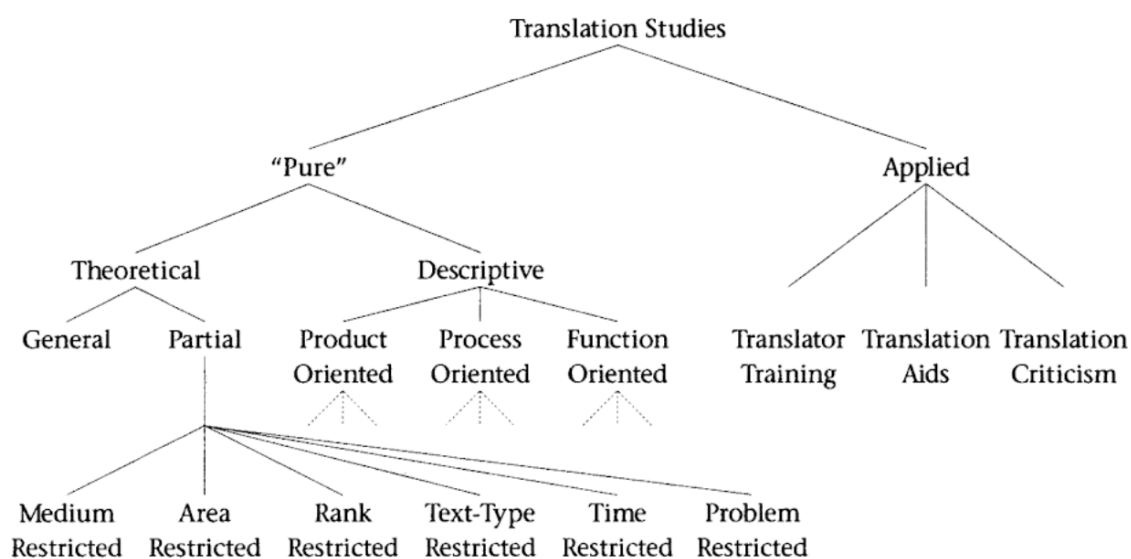 Translation Studies
“Pure” Applied
Theoretical Descriptive
General Partial Product Process Function Translator Translation Translation
Oriented Oriented Oriented Training Aids Criticism
Medium Area Rank Text-Type Time Problem
Restricted Restricted Restricted Restricted Restricted Restricted